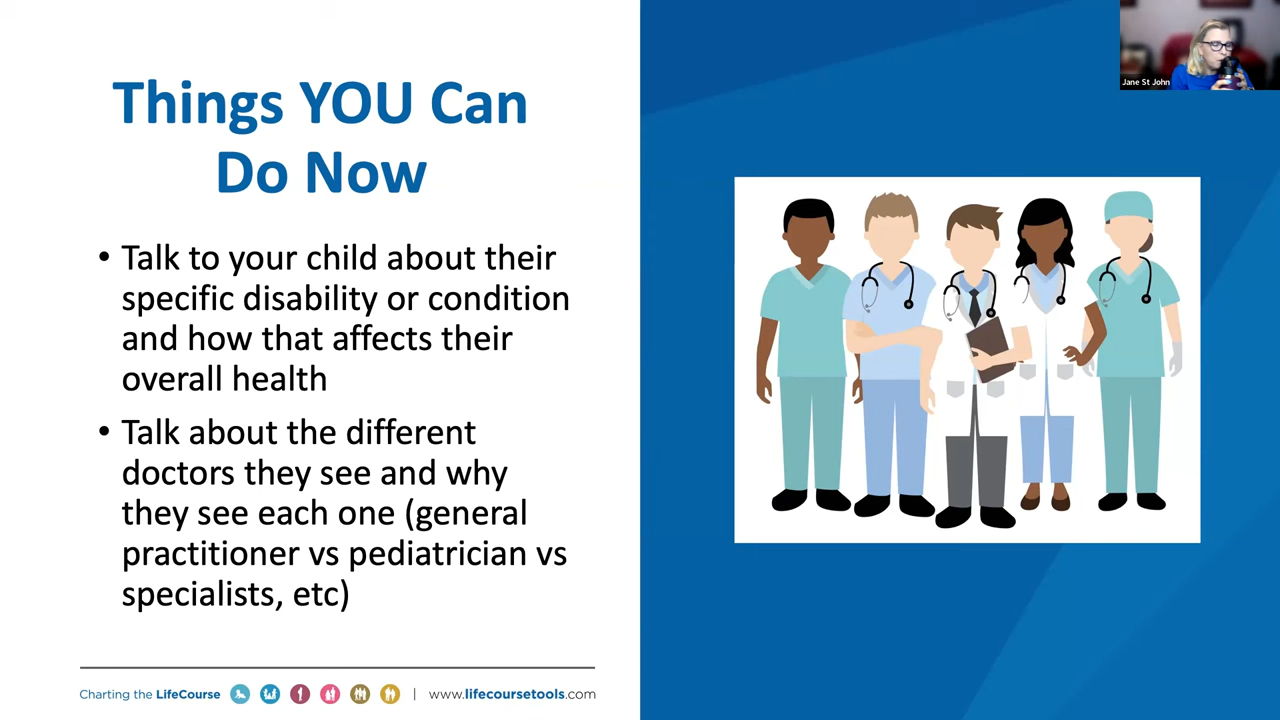 Things YOU Can
Do Now
• Talk to your child about their
specific disability or condition
and how that affects their
overall health
• Talk about the different
doctors they see and why
they see each one (general
practitioner vs pediatrician vs
specialists, etc)
Charting the LifeCourse | www.lifecoursetools.com
Jane St John